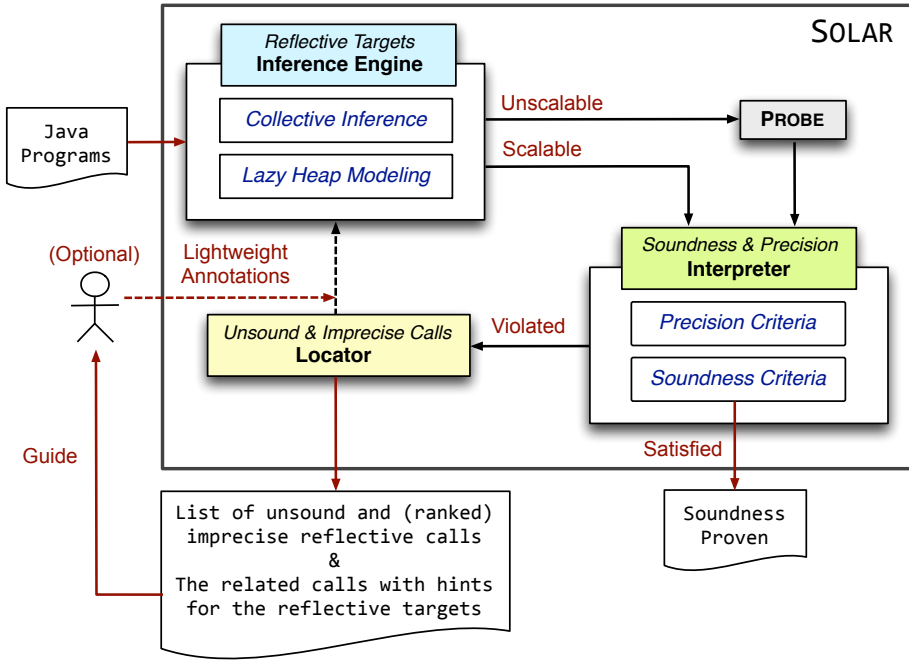 SOLAR
Reflective Targets
Inference Engine
Collective Inference
Lazy Heap Modeling
Java
Programs
Unscalable
Scalable
PROBE
(Optional)
Lightweight
Annotations
Soundness & Precision
Interpreter
Precision Criteria
Soundness Criteria
Violated
Unsound & Imprecise Calls
Locator
Guide
Satisfied
List of unsound and (ranked)
imprecise reflective calls
&
The related calls with hints
for the reflective targets
Soundness
Proven